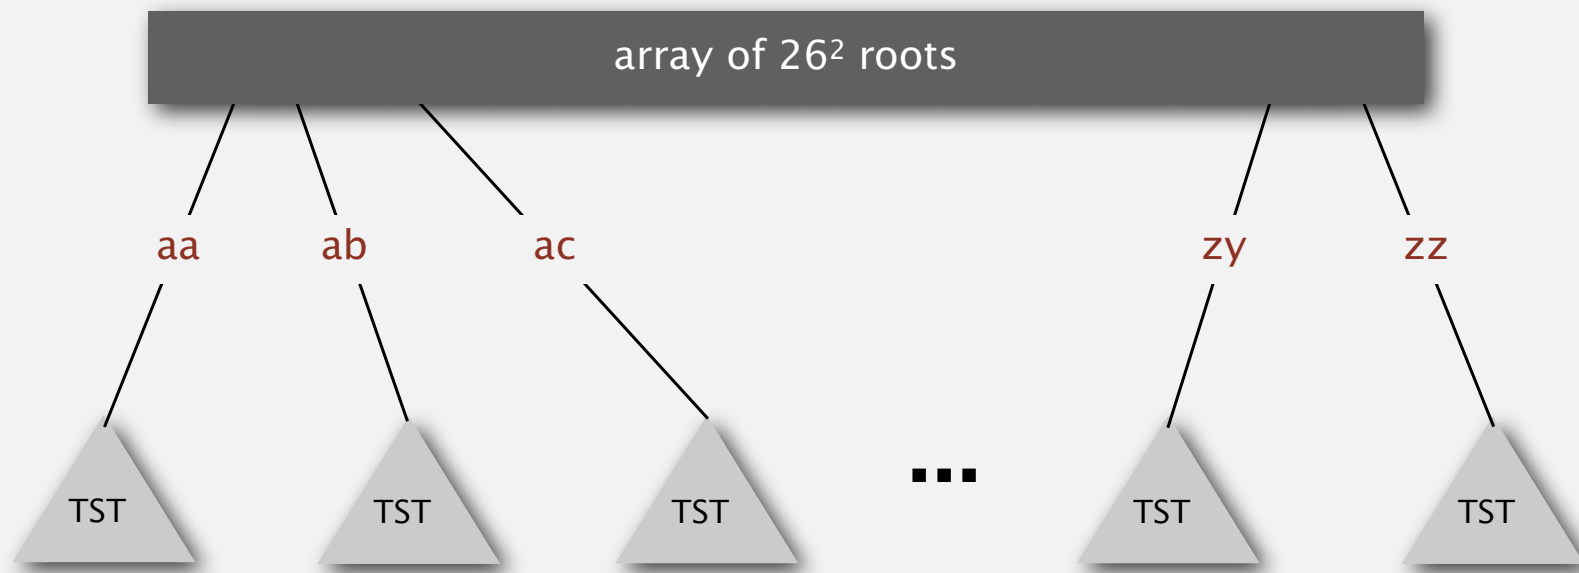 array of 26² roots
aa ab ac zy zz
...
TST TST TST TST TST